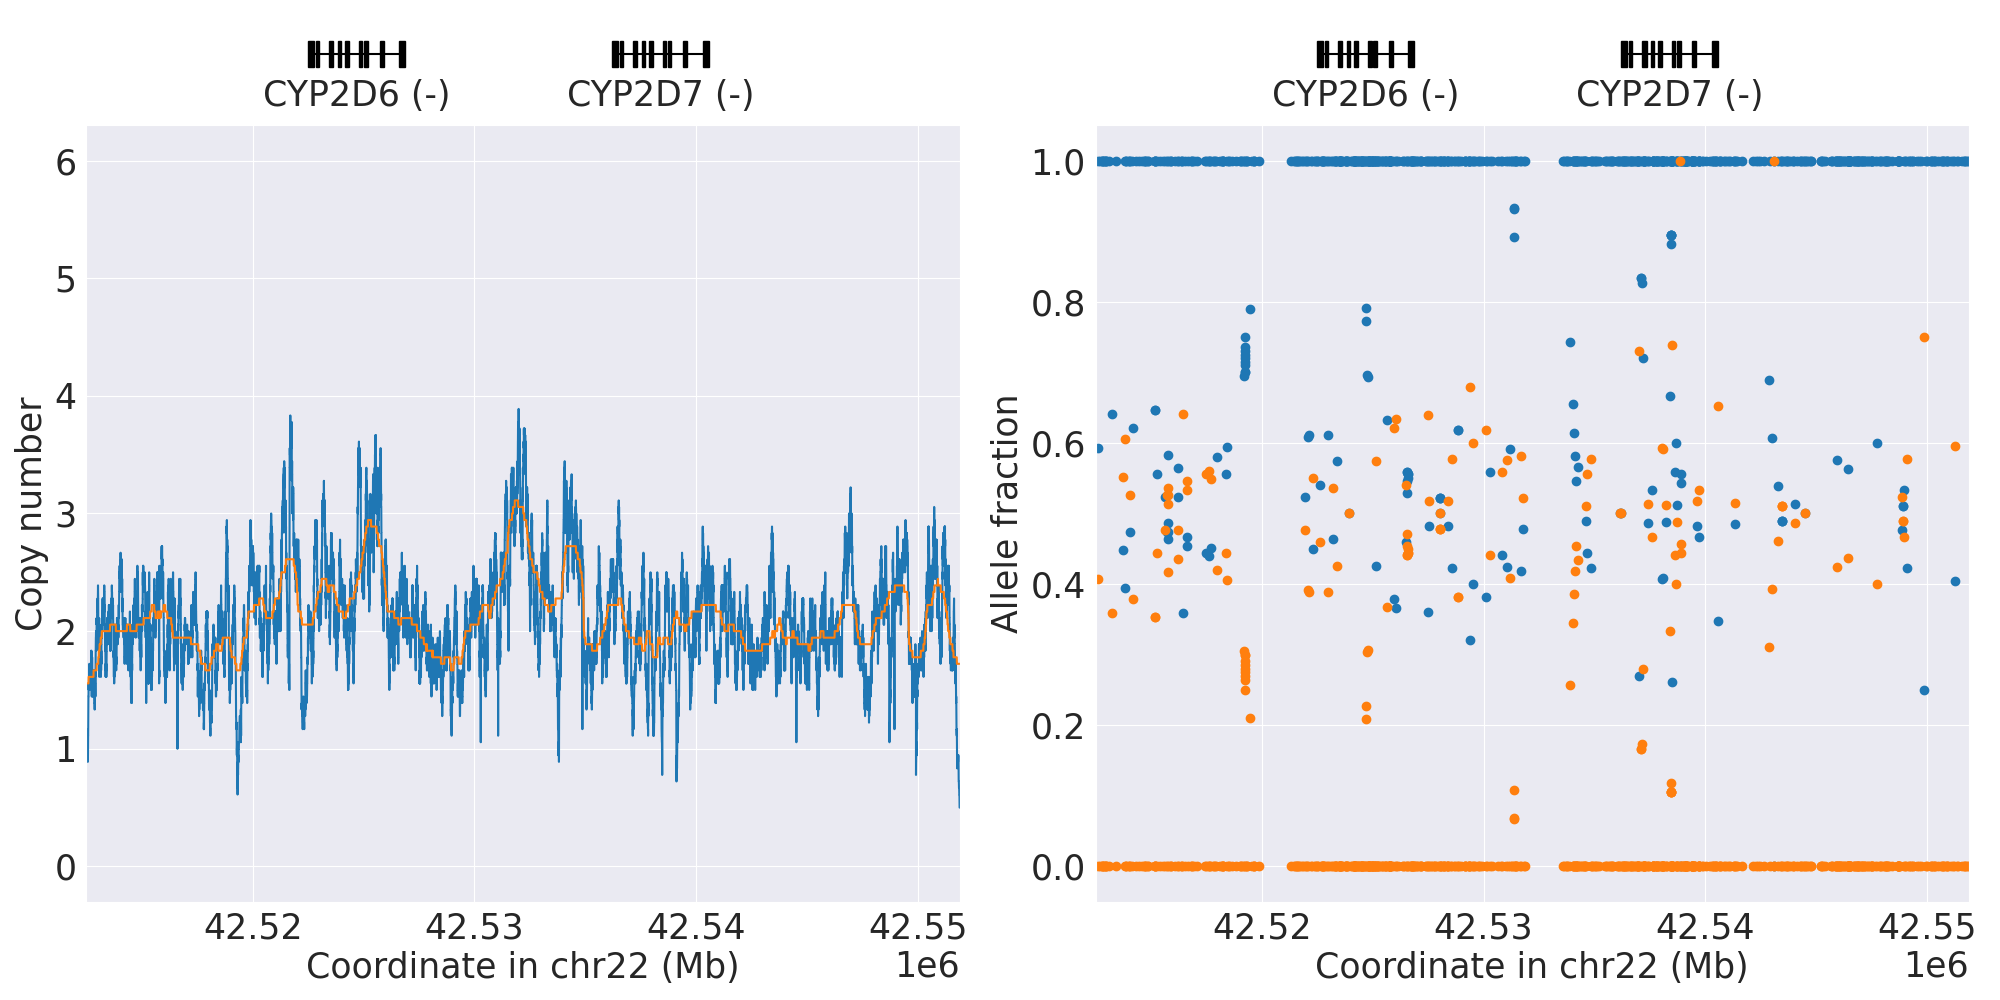 CYP2D6 (-) CYP2D7 (-)
6
5
4
3
2
1
0
Copy number
42.52 42.53 42.54 42.55
Coordinate in chr22 (Mb) 1e6
CYP2D6 (-) CYP2D7 (-)
1.0
0.8
0.6
0.4
0.2
0.0
Allele fraction
42.52 42.53 42.54 42.55
Coordinate in chr22 (Mb) 1e6